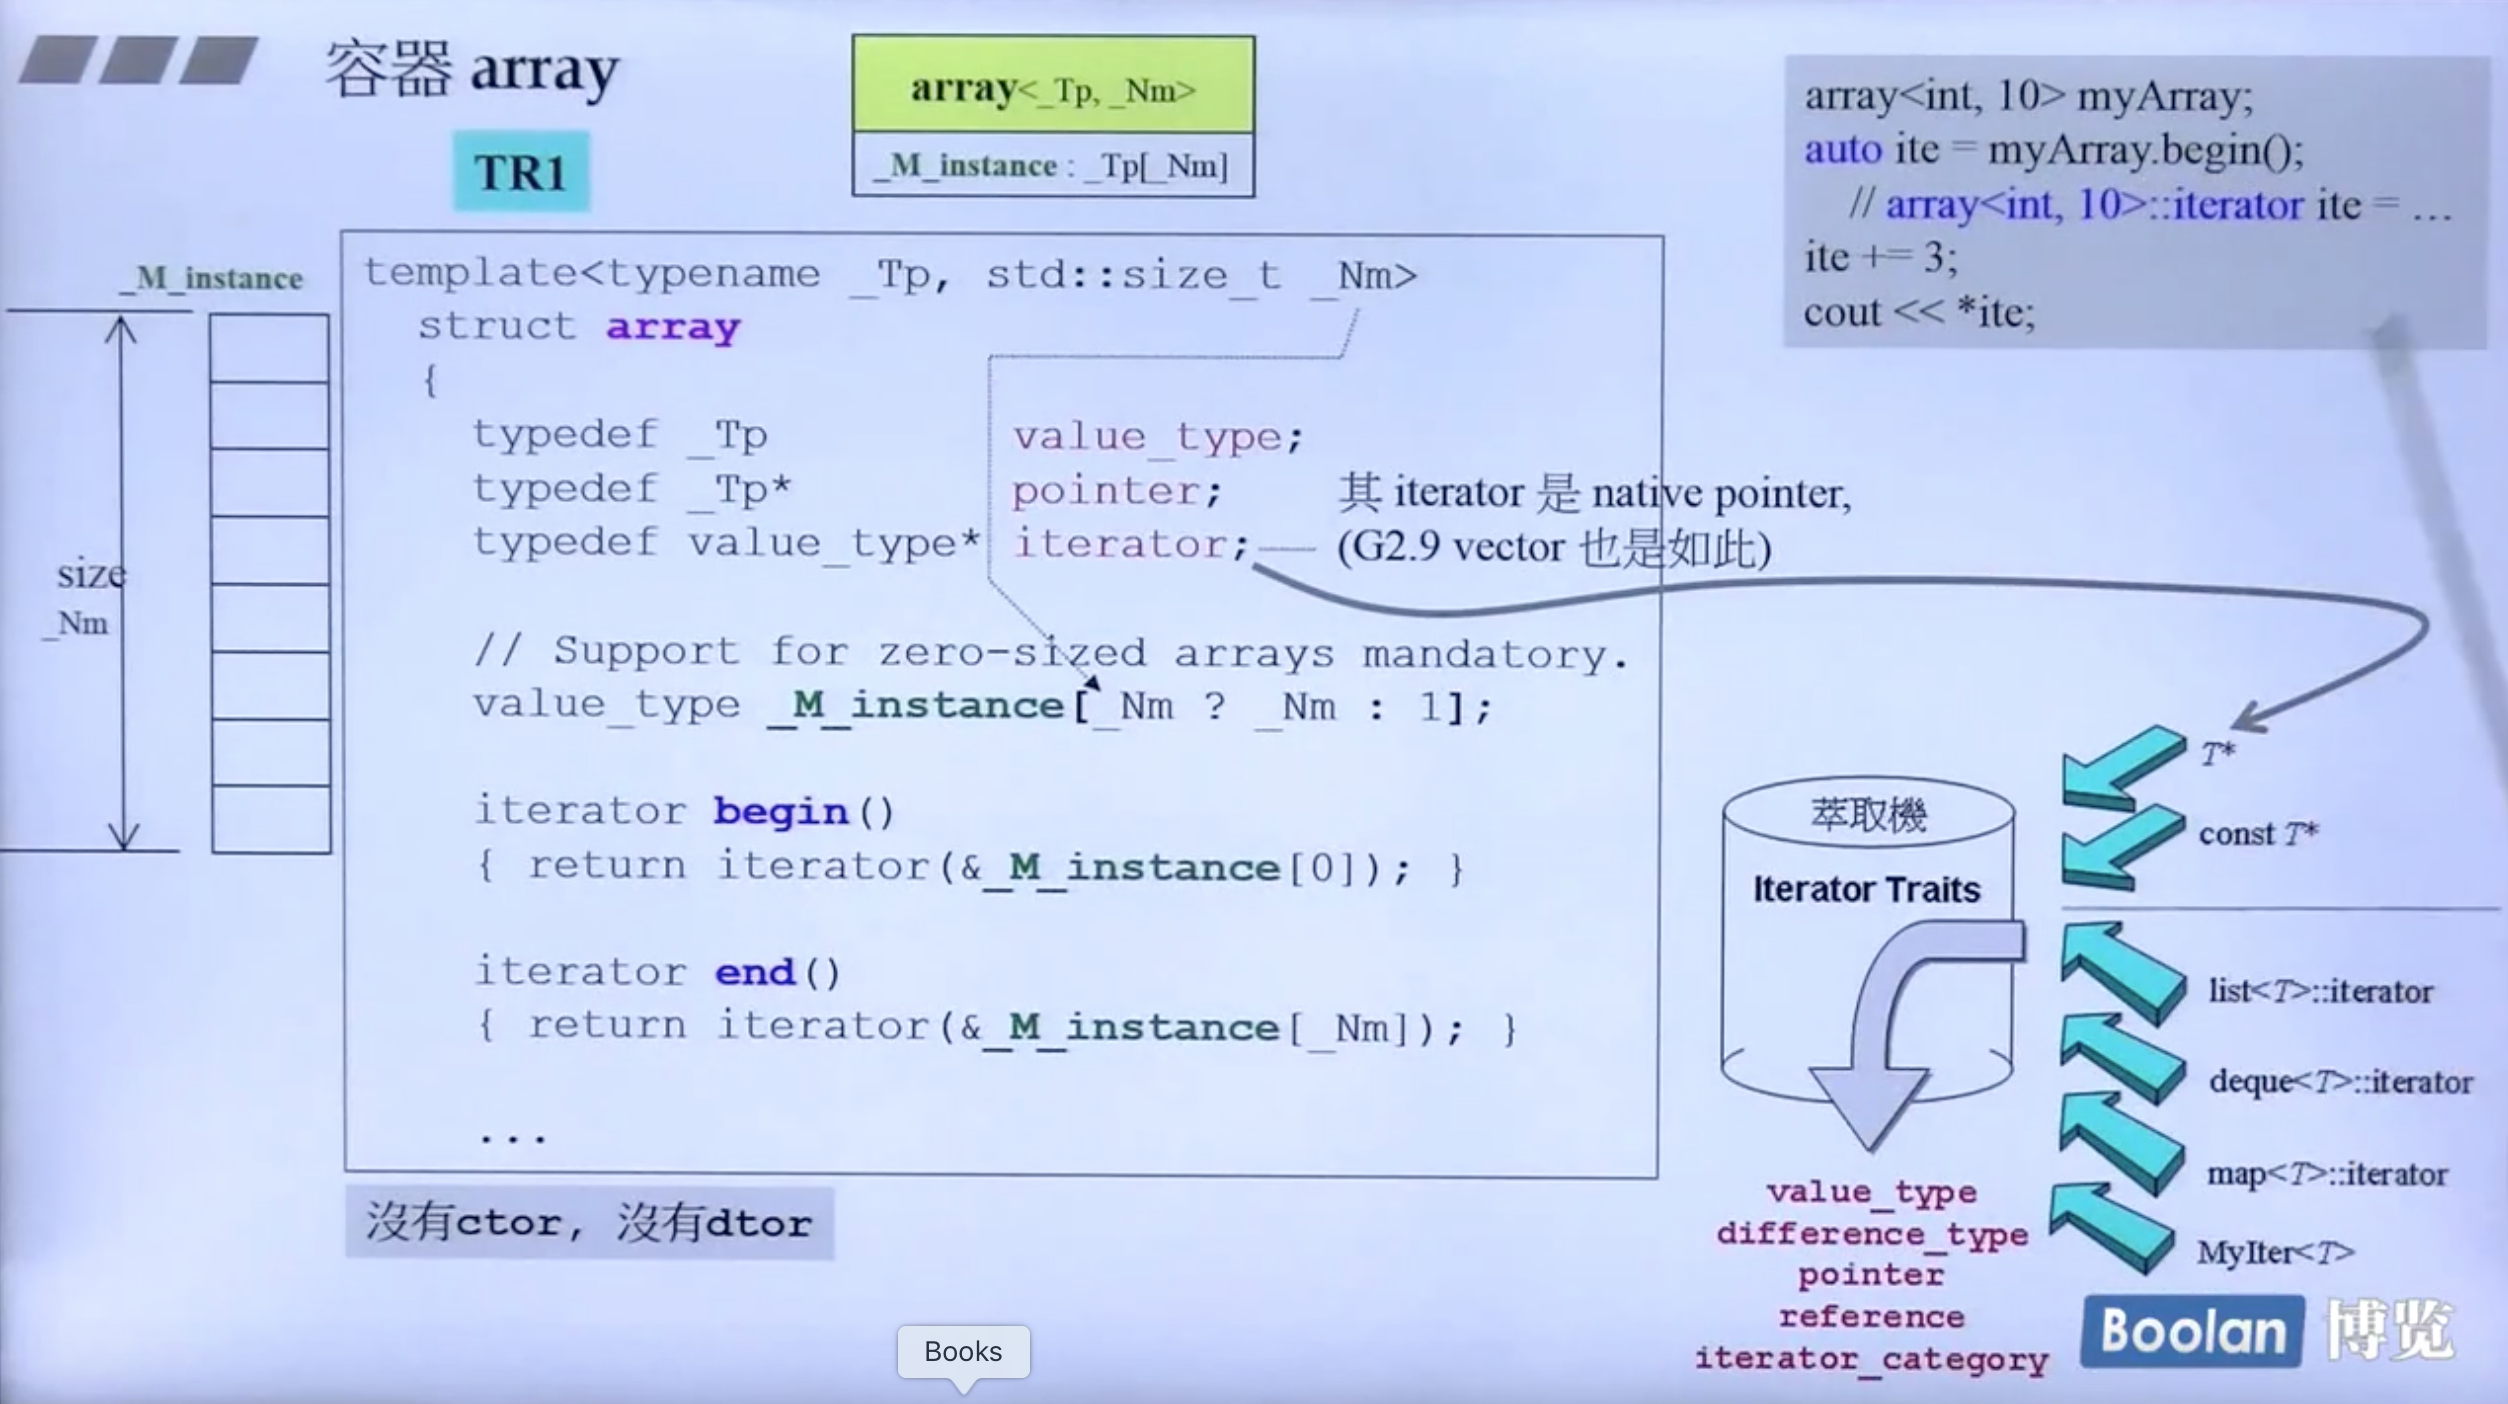 容器 array
TR1
array<_Tp, _Nm>
_M_instance : _Tp[_Nm]
array<int, 10> myArray;
auto ite = myArray.begin();
// array<int, 10>::iterator ite = …
ite += 3;
cout << *ite;
_M_instance
size
_Nm
template<typename _Tp, std::size_t _Nm>
struct array
{
typedef _Tp value_type;
typedef _Tp* pointer;
typedef value_type* iterator;
其 iterator 是 native pointer,
(G2.9 vector 也是如此)
// Support for zero-sized arrays mandatory.
value_type _M_instance[_Nm ? _Nm : 1];
iterator begin()
{ return iterator(&_M_instance[0]); }
iterator end()
{ return iterator(&_M_instance[_Nm]); }
...
沒有ctor, 沒有dtor
萃取機
Iterator Traits
T*
const T*
list<T>::iterator
deque<T>::iterator
map<T>::iterator
MyIter<T>
value_type
difference_type
pointer
reference
iterator_category
Boolan 博览
Books